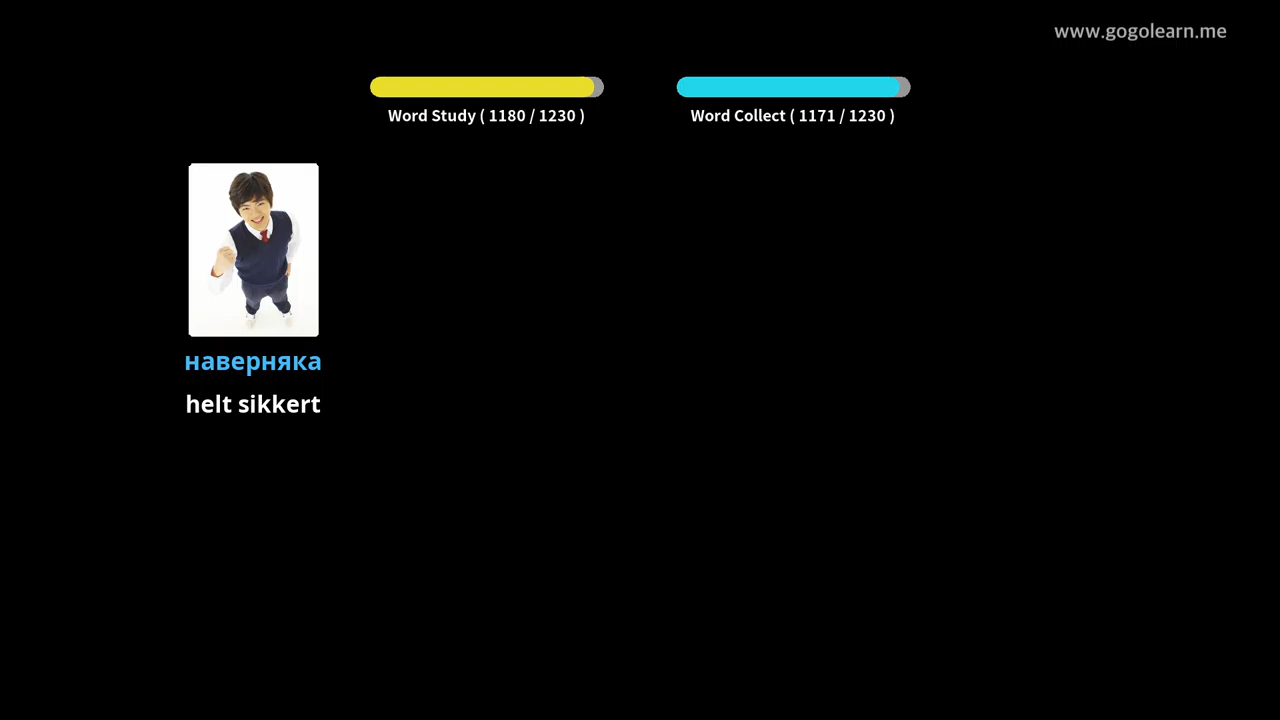 www.gogolearn.me
Word Study ( 1180 / 1230 )
Word Collect ( 1171 / 1230 )
наверняка
helt sikkert